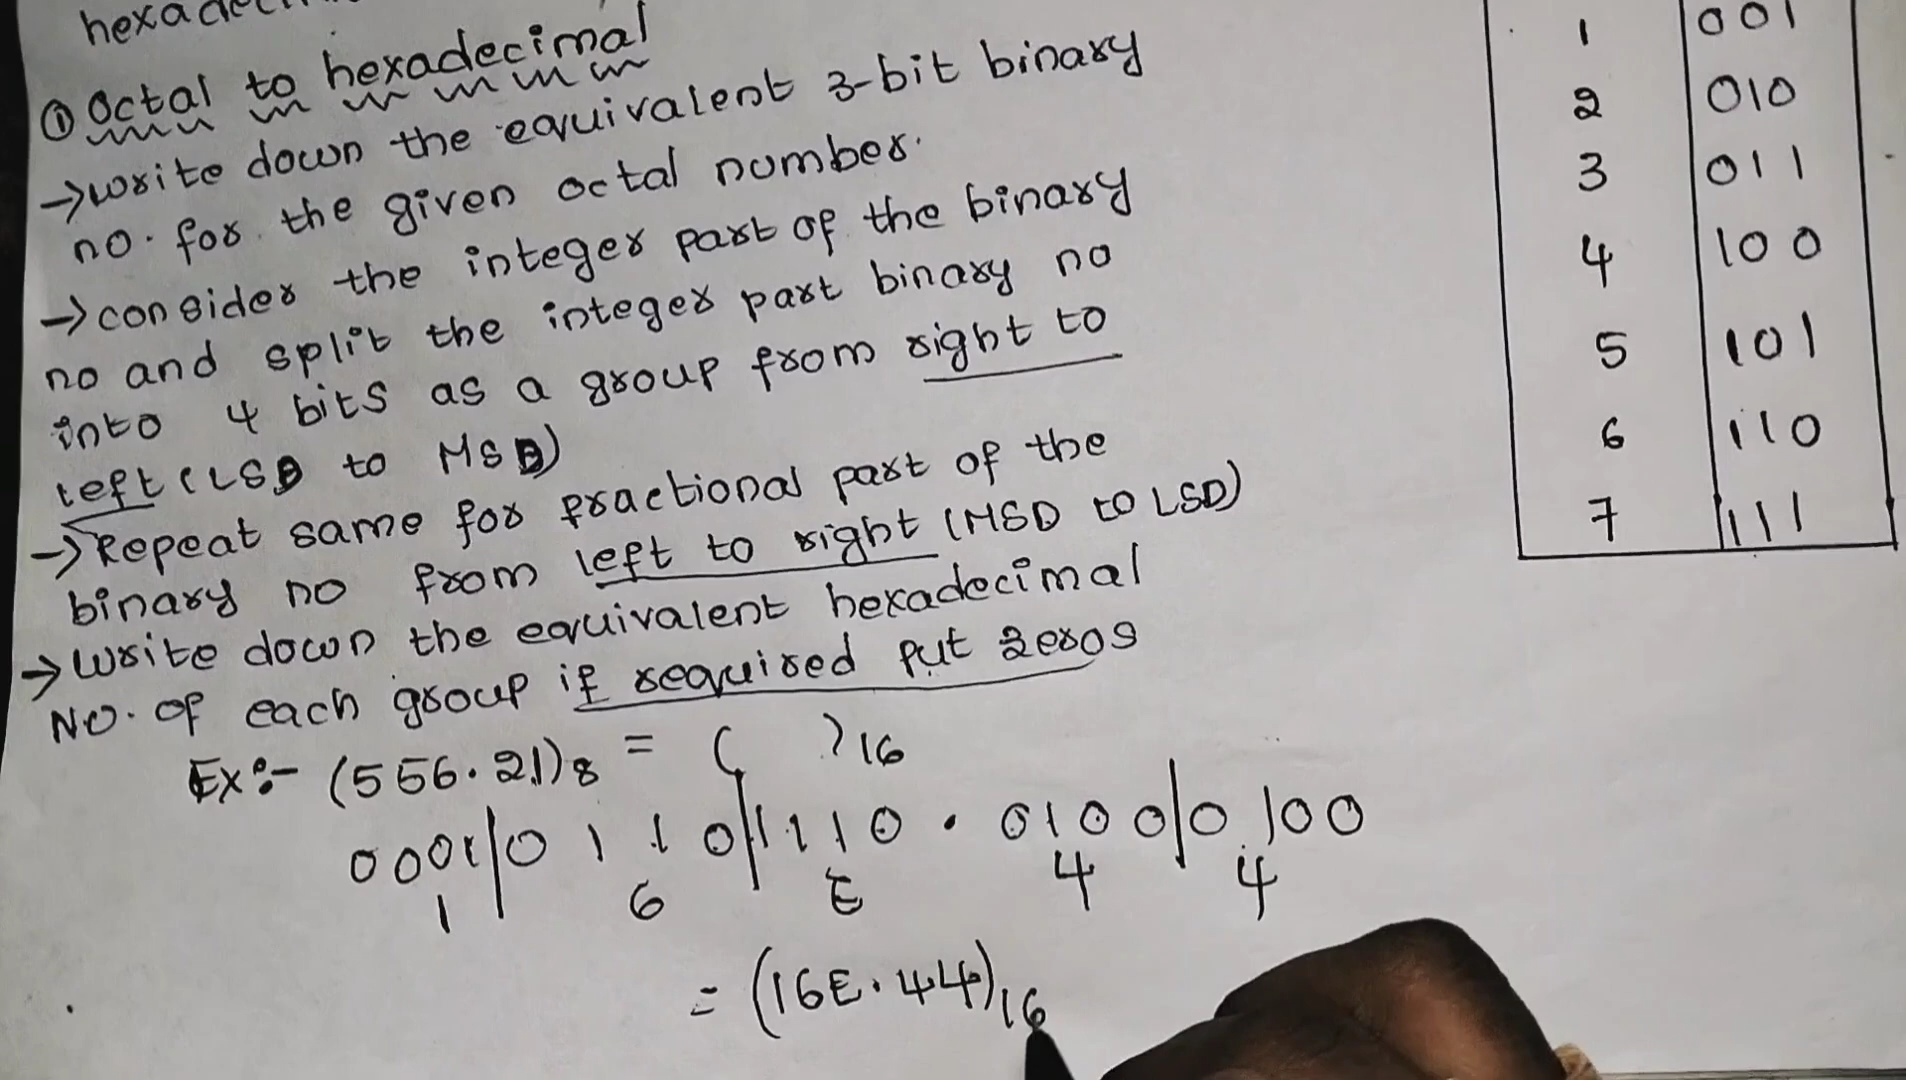 ① Octal to hexadecimal
→ write down the equivalent 3-bit binary
no. for the given octal number.
→ consider the integer part of the binary
no and split the integer part binary no
into 4 bits as a group from right to
left (LSB to MSD)
→ Repeat same for fractional part of the
binary no from left to right (MSD to LSD)
→ write down the equivalent hexadecimal
No. of each group if required put zeros
Ex:- (556.21)8 = ( )16
0001|0110|1110.0100|0100
1 6 E 4 4
= (16E.44)16
1 001
2 010
3 011
4 100
5 101
6 110
7 111